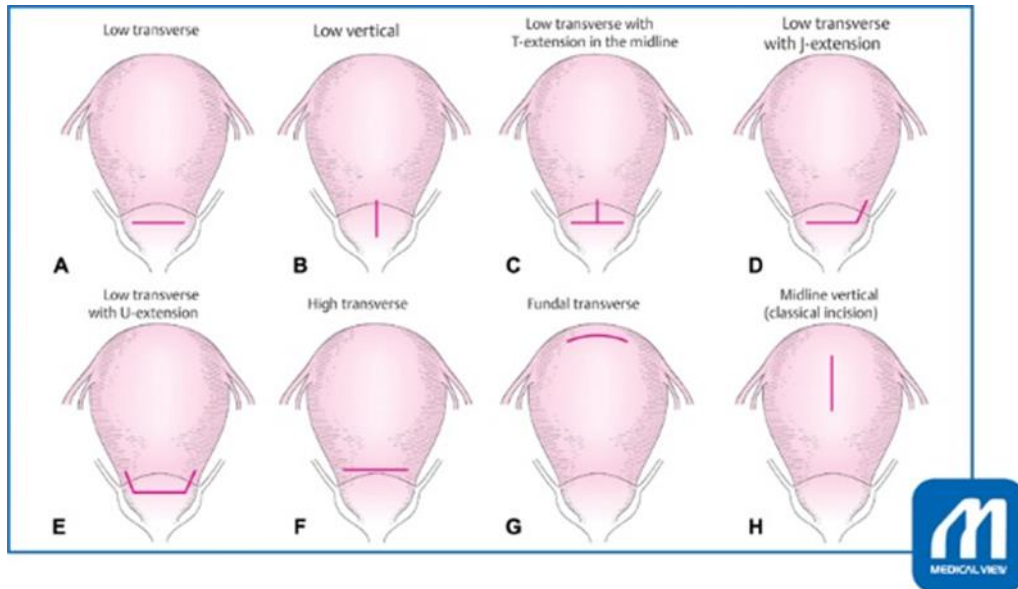 Low transverse
Low vertical
Low transverse with
T-extension in the midline
Low transverse
with J-extension
A
B
C
D
Low transverse
with U-extension
High transverse
Fundal transverse
Midline vertical
(classical incision)
E
F
G
H
MEDICAL VIEW